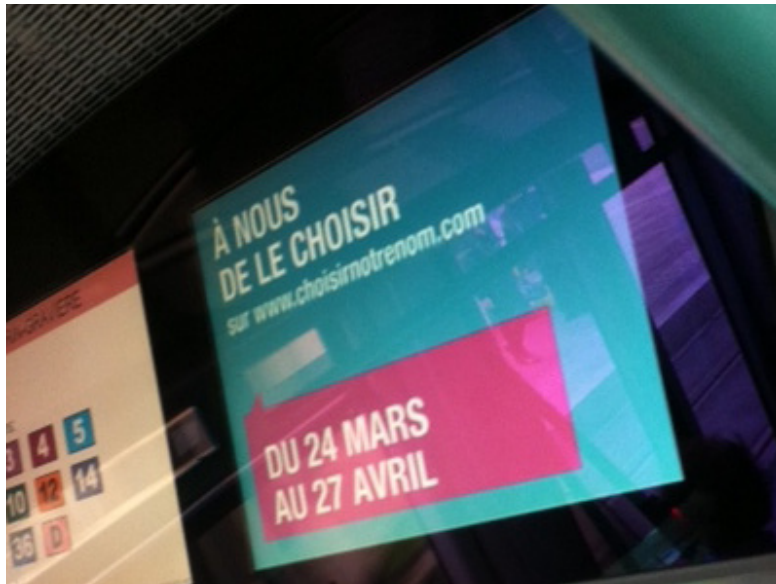 À NOUS
DE LE CHOISIR
sur www.choisirnotrenom.com
DU 24 MARS
AU 27 AVRIL
3 4 5
10 12 14
36 D